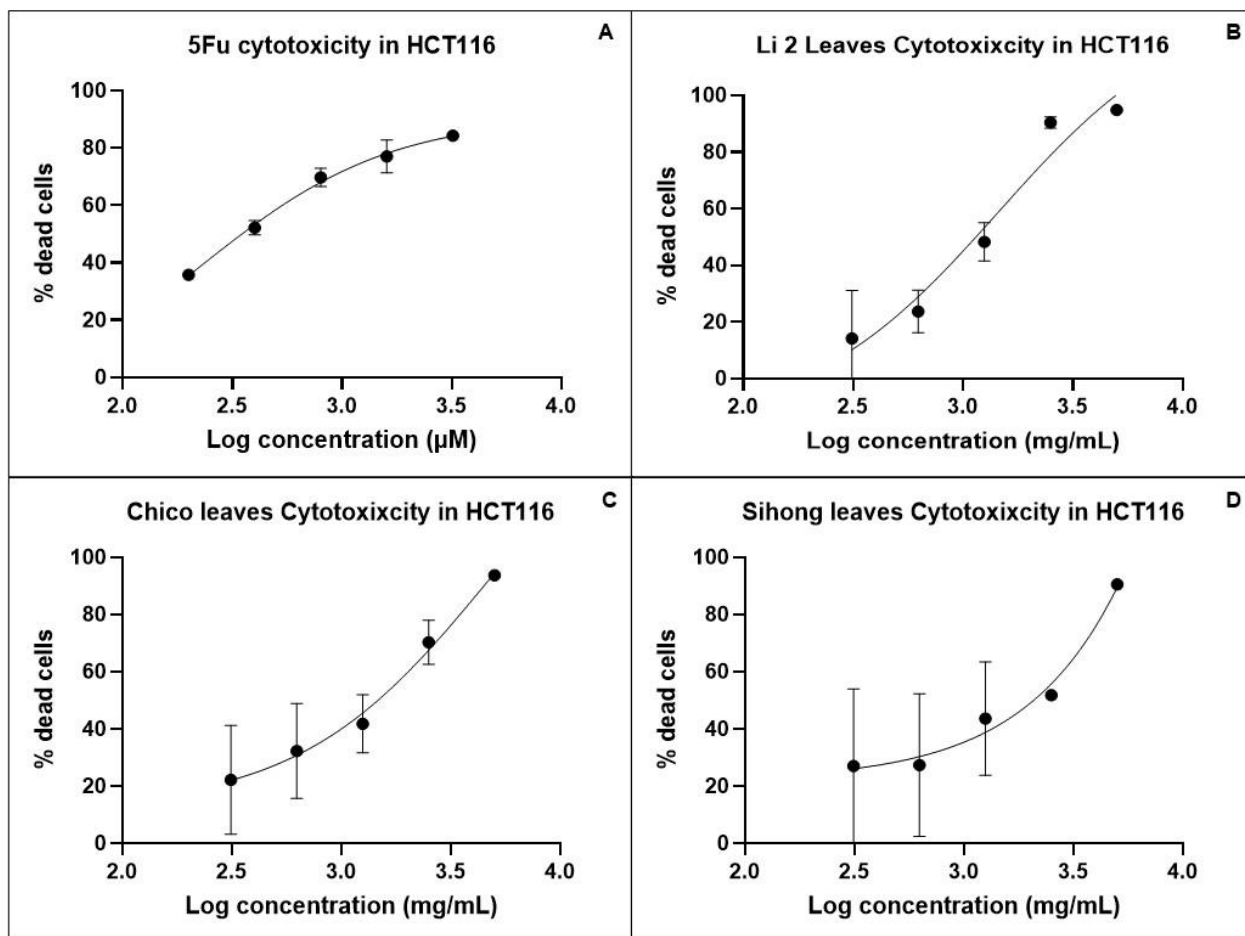 5Fu cytotoxicity in HCT116
A
% dead cells
100
80
60
40
20
0
2.0 2.5 3.0 3.5 4.0
Log concentration (µM)
Li 2 Leaves Cytotoxixcity in HCT116
B
% dead cells
100
80
60
40
20
0
2.0 2.5 3.0 3.5 4.0
Log concentration (mg/mL)
Chico leaves Cytotoxixcity in HCT116
C
% dead cells
100
80
60
40
20
0
2.0 2.5 3.0 3.5 4.0
Log concentration (mg/mL)
Sihong leaves Cytotoxixcity in HCT116
D
% dead cells
100
80
60
40
20
0
2.0 2.5 3.0 3.5 4.0
Log concentration (mg/mL)